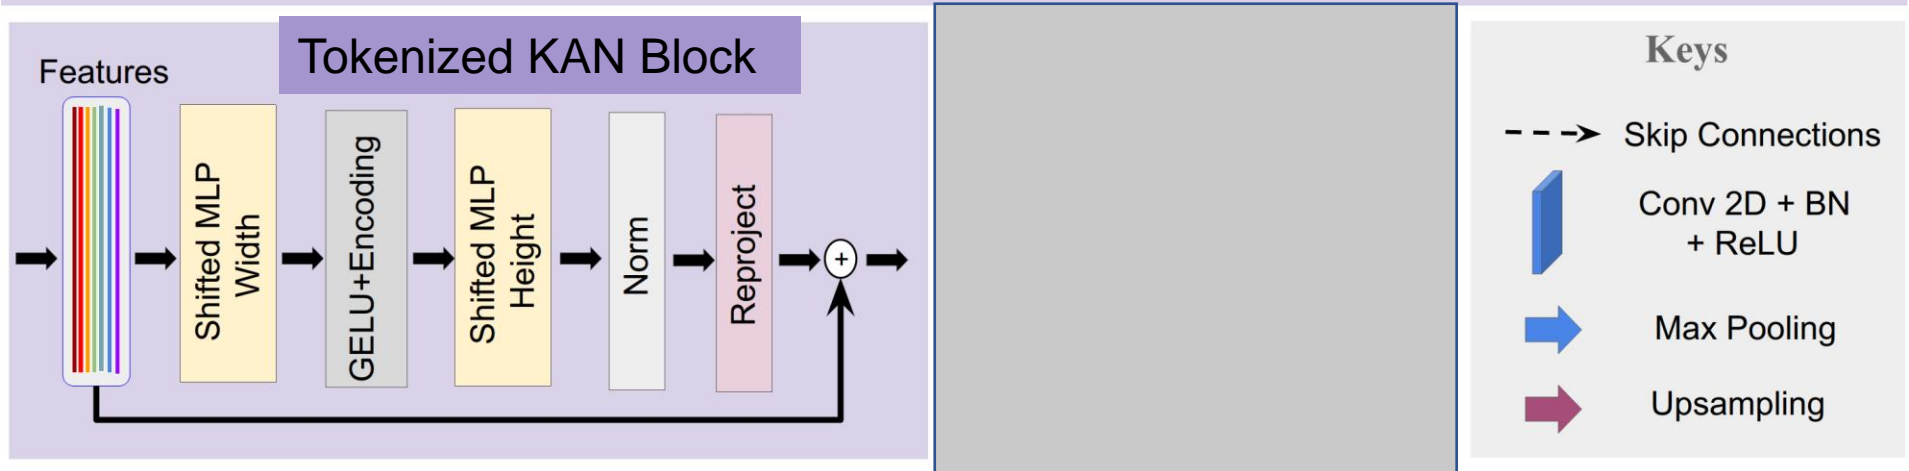 Tokenized KAN Block
Features
Shifted MLP
Width
GELU+Encoding
Shifted MLP
Height
Norm
Reproject
+
Keys
Skip Connections
Conv 2D + BN
+ ReLU
Max Pooling
Upsampling